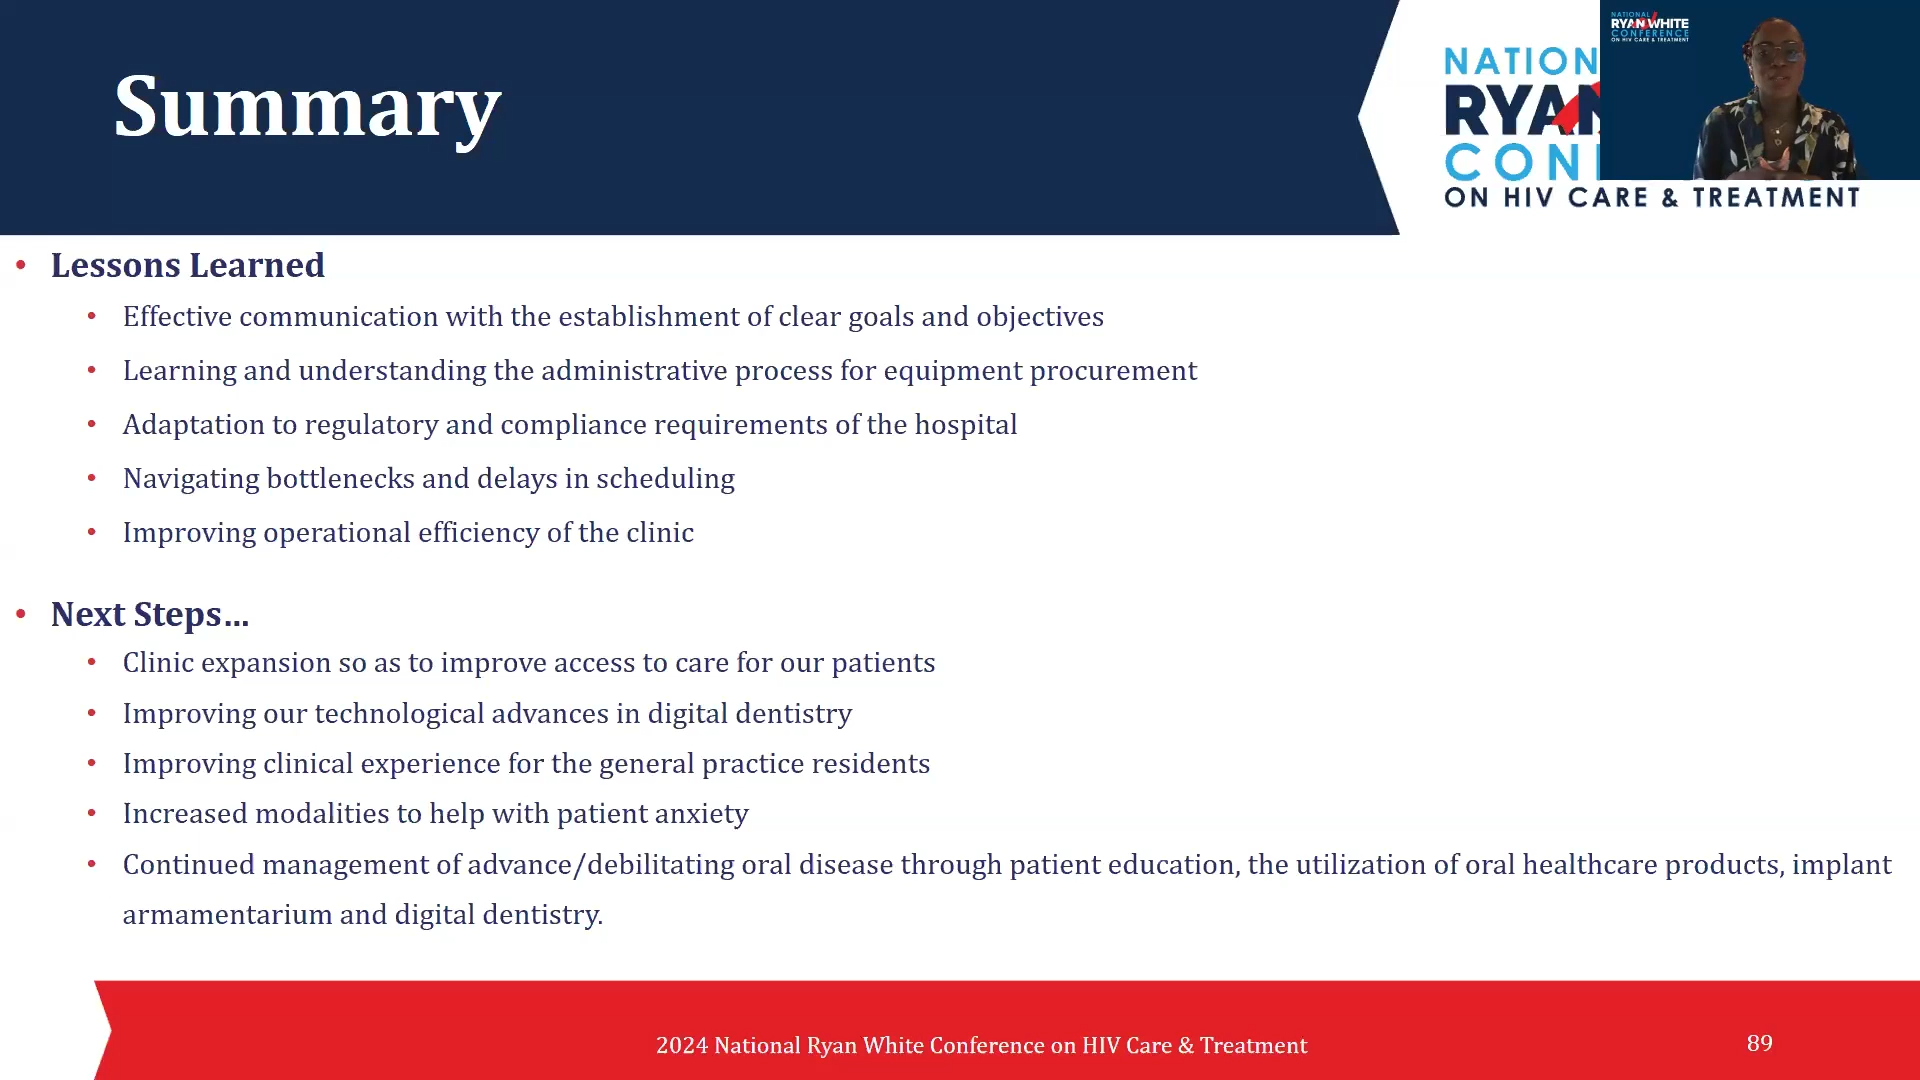 Summary
NATION
RYAN
CON
ON HIV CARE & TREATMENT
NATIONAL
RYAN WHITE
CONFERENCE
ON HIV CARE & TREATMENT
• Lessons Learned
• Effective communication with the establishment of clear goals and objectives
• Learning and understanding the administrative process for equipment procurement
• Adaptation to regulatory and compliance requirements of the hospital
• Navigating bottlenecks and delays in scheduling
• Improving operational efficiency of the clinic
• Next Steps…
• Clinic expansion so as to improve access to care for our patients
• Improving our technological advances in digital dentistry
• Improving clinical experience for the general practice residents
• Increased modalities to help with patient anxiety
• Continued management of advance/debilitating oral disease through patient education, the utilization of oral healthcare products, implant
armamentarium and digital dentistry.
2024 National Ryan White Conference on HIV Care & Treatment
89